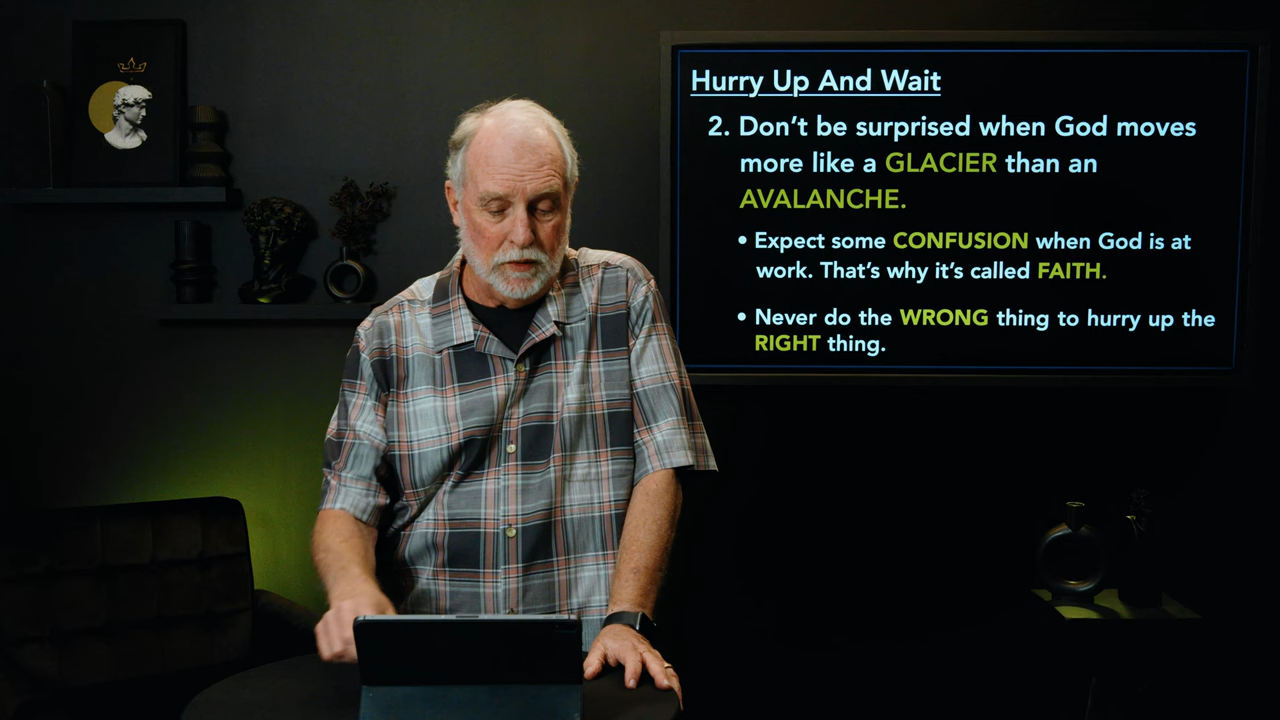 Hurry Up And Wait
2. Don't be surprised when God moves
more like a GLACIER than an
AVALANCHE.
• Expect some CONFUSION when God is at
work. That's why it's called FAITH.
• Never do the WRONG thing to hurry up the
RIGHT thing.